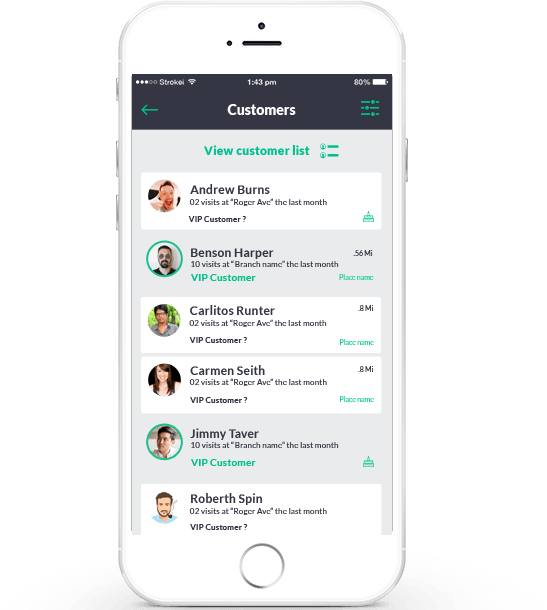 Strokei 1:43 pm 80%
Customers
View customer list
Andrew Burns
02 visits at “Roger Ave” the last month
VIP Customer ?
Benson Harper .56 Mi
10 visits at “Branch name” the last month
VIP Customer Place name
Carlitos Runter .8 Mi
02 visits at “Roger Ave” the last month
VIP Customer ?
Place name
Carmen Seith .8 Mi
02 visits at “Roger Ave” the last month
VIP Customer ? Place name
Jimmy Taver
10 visits at “Branch name” the last month
VIP Customer
Roberth Spin
02 visits at “Roger Ave” the last month
VIP Customer ?